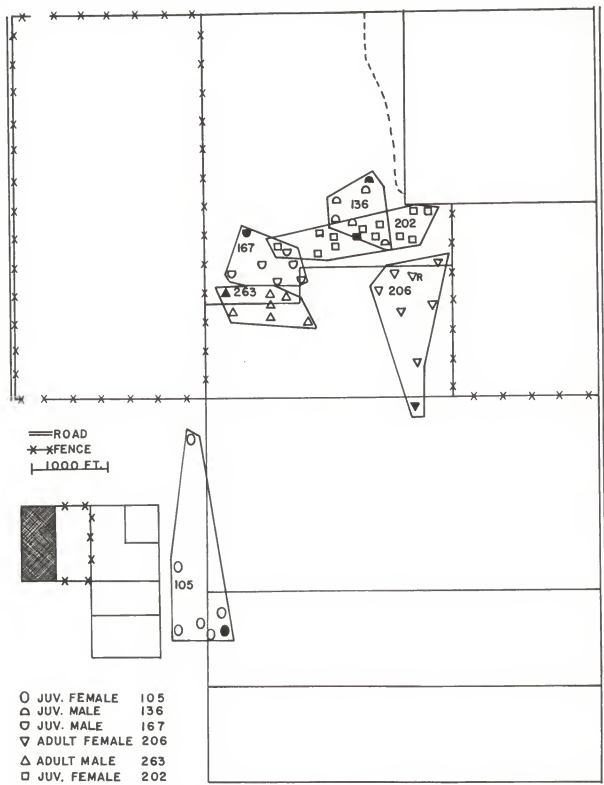 136
202
167
R
263
206
ROAD
FENCE
1000 FT.
105
JUV. FEMALE 105
JUV. MALE 136
JUV. MALE 167
ADULT FEMALE 206
ADULT MALE 263
JUV. FEMALE 202